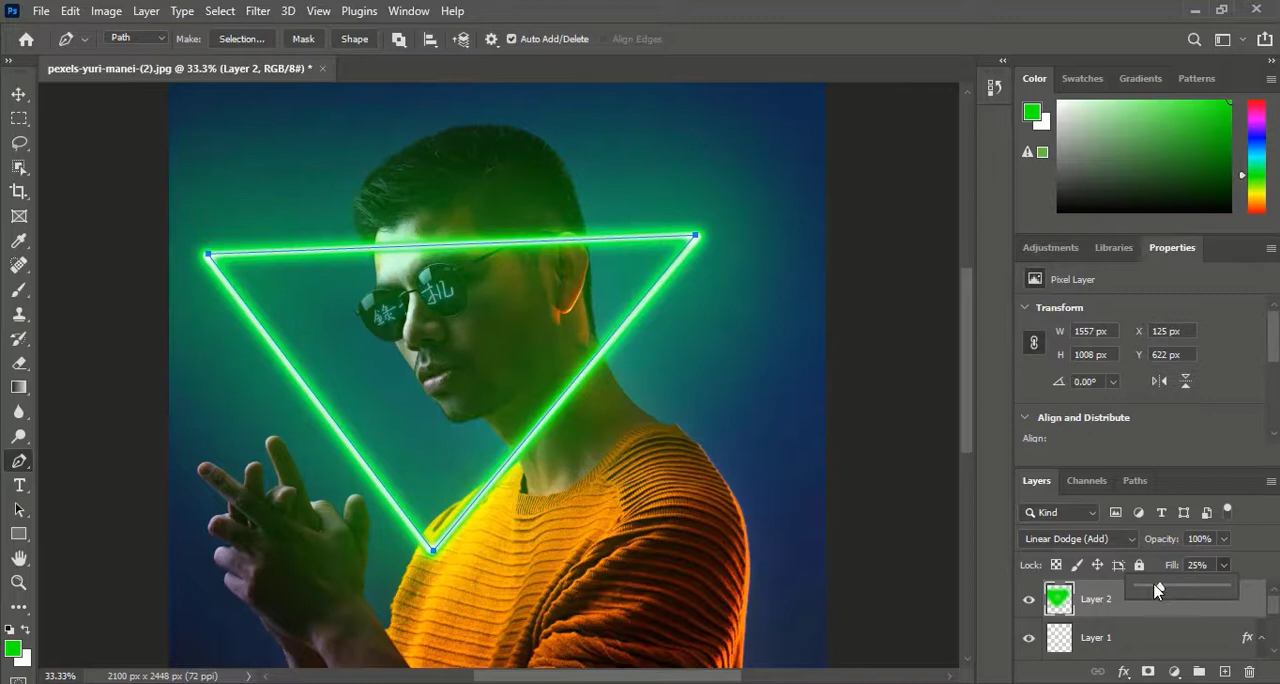 Ps File Edit Image Layer Type Select Filter 3D View Plugins Window Help
Path Make: Selection... Mask Shape Auto Add/Delete Align Edges
pexels-yuri-manei-(2).jpg @ 33.3% (Layer 2, RGB/8#) * ×
Color Swatches Gradients Patterns
Adjustments Libraries Properties
Pixel Layer
Transform
W 1557 px X 125 px
H 1008 px Y 622 px
0.00°
Align and Distribute
Align:
Layers Channels Paths
Kind
Linear Dodge (Add) Opacity: 100%
Lock: Fill: 25%
Layer 2
Layer 1 fx
33.33% 2100 px x 2448 px (72 ppi)
fx